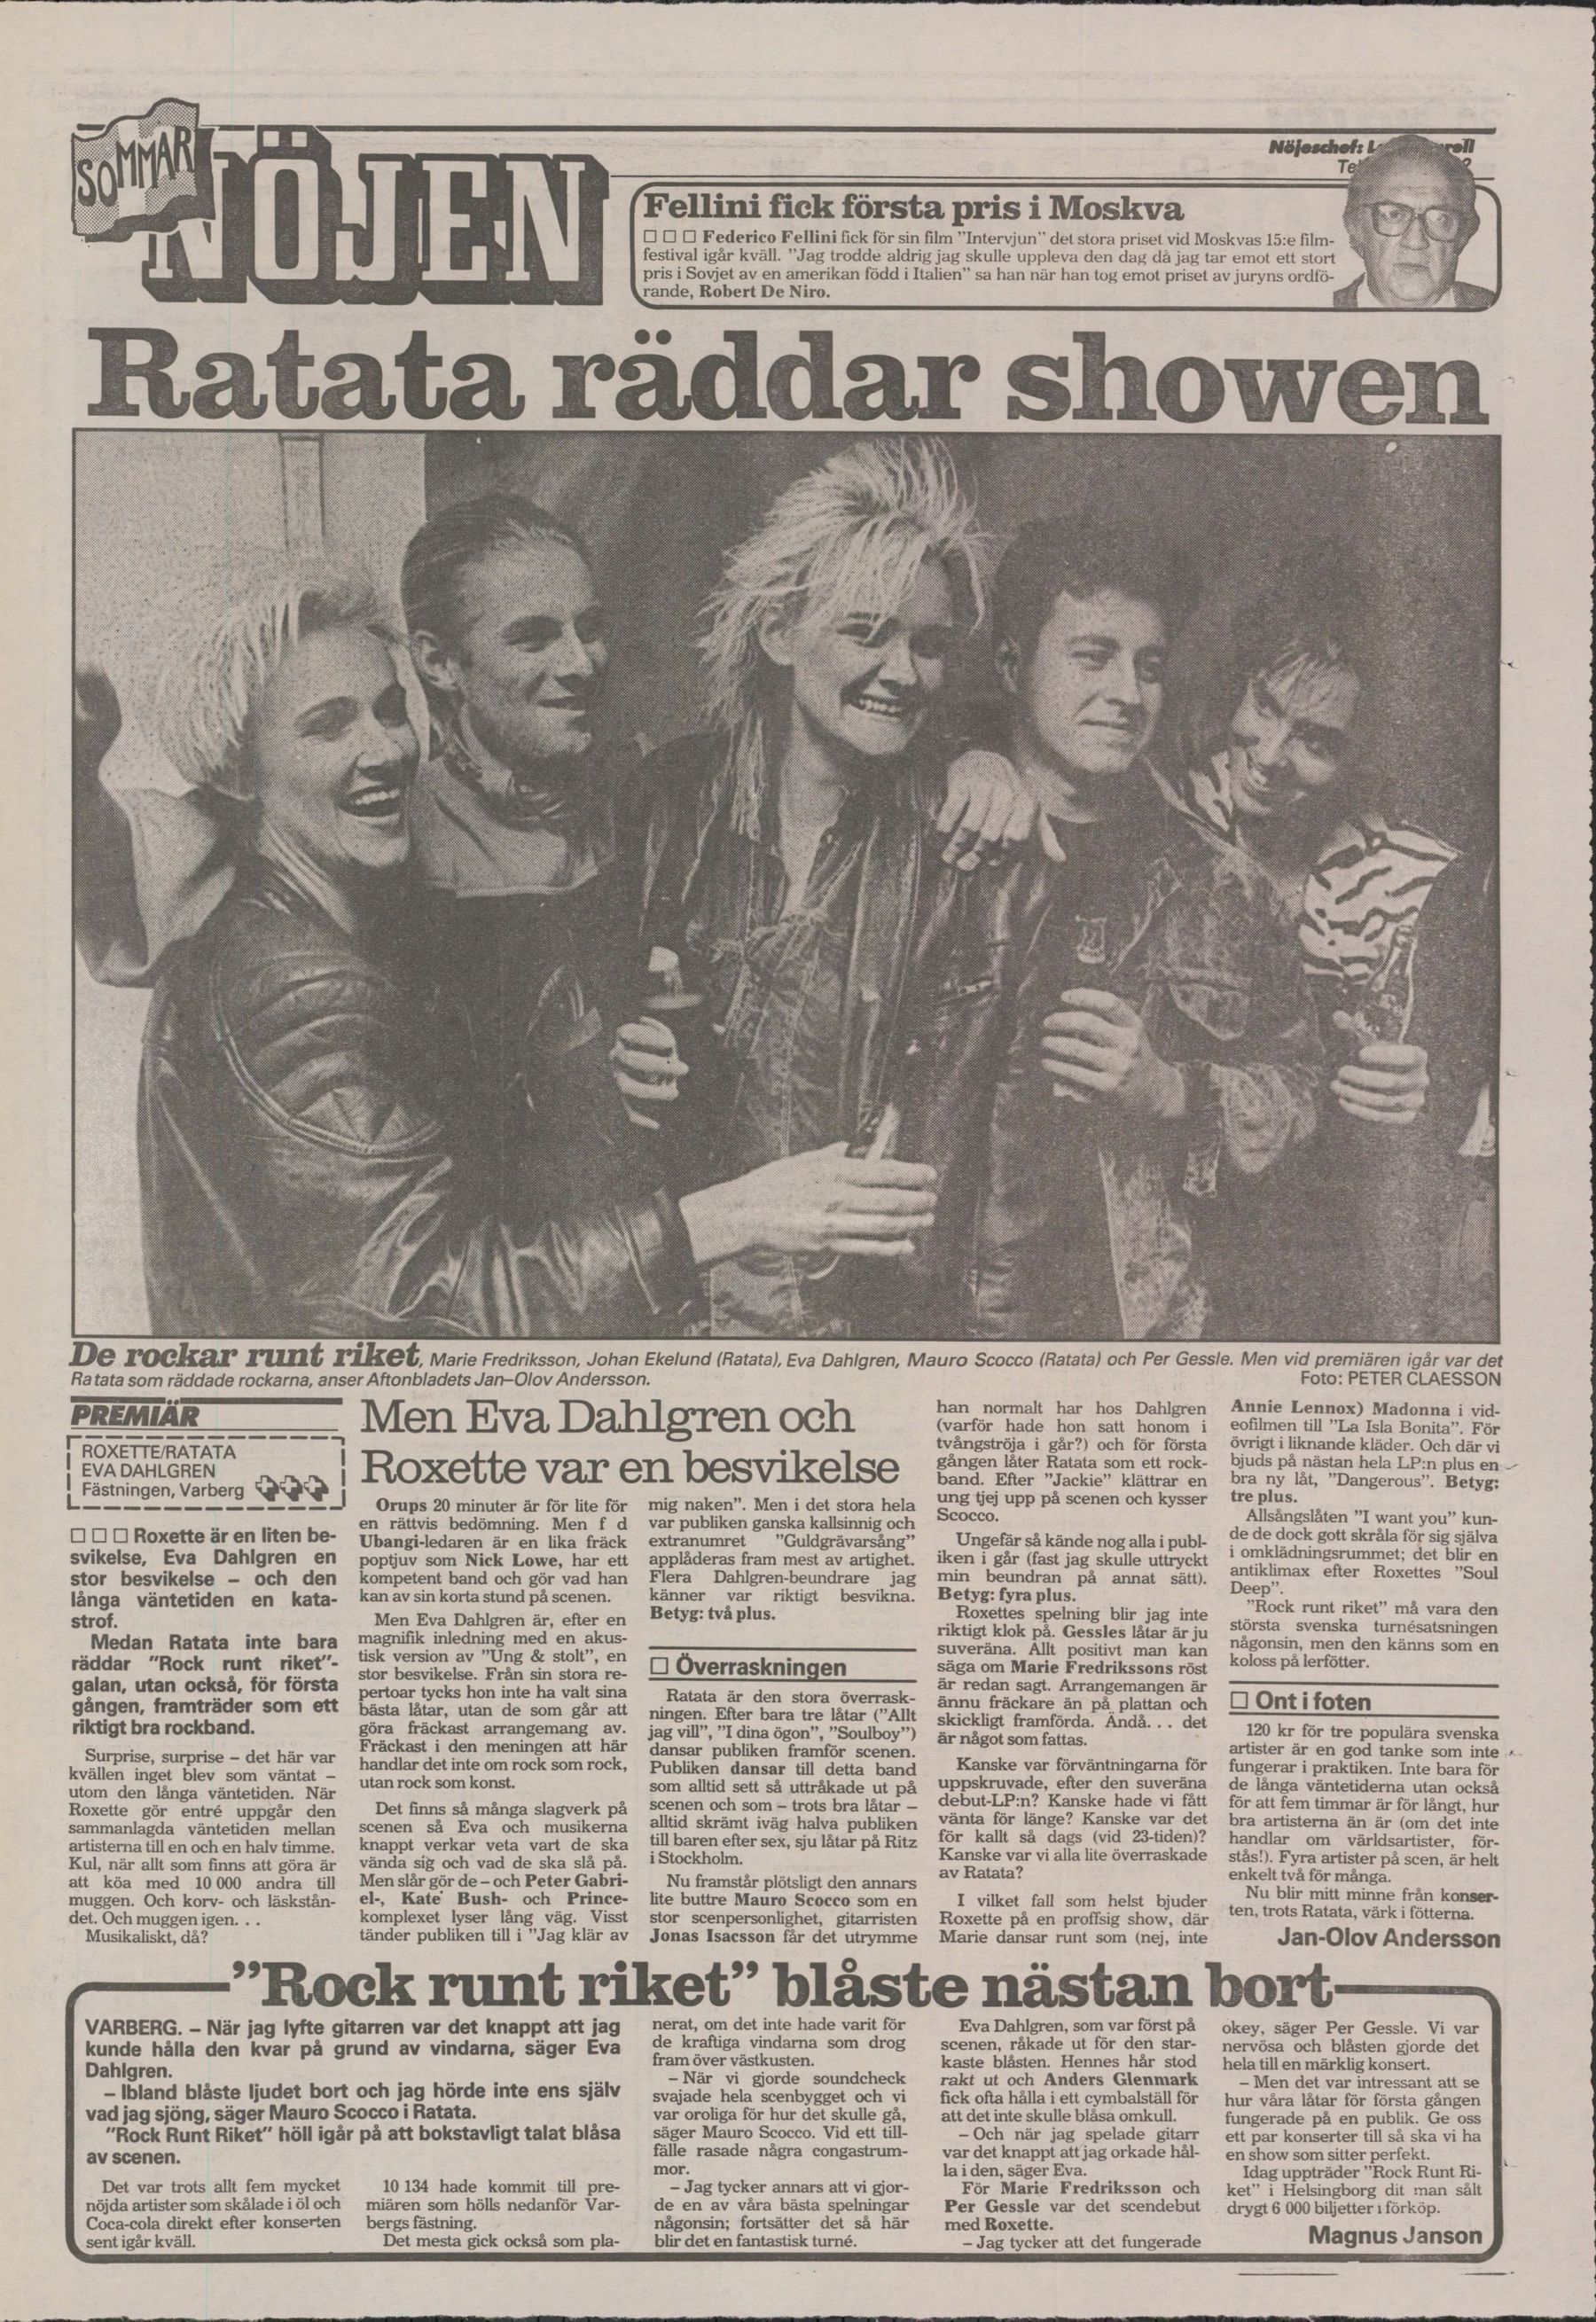 SOMMAR
NÖJEN
Nöjeschef:
Fellini fick första pris i Moskva
□ □ □ Federico Fellini fick för sin film ”Intervjun” det stora priset vid Moskvas 15:e film-
festival igår kväll. ”Jag trodde aldrig jag skulle uppleva den dag då jag tar emot ett stort
pris i Sovjet av en amerikan född i Italien” sa han när han tog emot priset av juryns ordfö-
rande, Robert De Niro.
Ratata räddar showen
De rockar runt riket, Marie Fredriksson, Johan Ekelund (Ratata), Eva Dahlgren, Mauro Scocco (Ratata) och Per Gessle. Men vid premiären igår var det
Ratata som räddade rockarna, anser Aftonbladets Jan–Olov Andersson.
Foto: PETER CLAESSON
PREMIÄR
ROXETTE/RATATA
EVA DAHLGREN
Fästningen, Varberg
□ □ □ Roxette är en liten be-
svikelse, Eva Dahlgren en
stor besvikelse – och den
långa väntetiden en kata-
strof.
Medan Ratata inte bara
räddar ”Rock runt riket”-
galan, utan också, för första
gången, framträder som ett
riktigt bra rockband.
Surprise, surprise – det här var
kvällen inget blev som väntat –
utom den långa väntetiden. När
Roxette gör entré uppgår den
sammanlagda väntetiden mellan
artisterna till en och en halv timme.
Kul, när allt som finns att göra är
att köa med 10 000 andra till
muggen. Och korv- och läskstån-
det. Och muggen igen. . .
Musikaliskt, då?
Men Eva Dahlgren och
Roxette var en besvikelse
Orups 20 minuter är för lite för
en rättvis bedömning. Men f d
Ubangi-ledaren är en lika fräck
poptjuv som Nick Lowe, har ett
kompetent band och gör vad han
kan av sin korta stund på scenen.
Men Eva Dahlgren är, efter en
magnifik inledning med en akus-
tisk version av ”Ung & stolt”, en
stor besvikelse. Från sin stora re-
pertoar tycks hon inte ha valt sina
bästa låtar, utan de som går att
göra fräckast arrangemang av.
Fräckast i den meningen att här
handlar det inte om rock som rock,
utan rock som konst.
Det finns så många slagverk på
scenen så Eva och musikerna
knappt verkar veta vart de ska
vända sig och vad de ska slå på.
Men slår gör de – och Peter Gabri-
el-, Kate Bush- och Prince-
komplexet lyser lång väg. Visst
tänder publiken till i ”Jag klär av
mig naken”. Men i det stora hela
var publiken ganska kallsinnig och
extranumret ”Guldgrävarsång”
applåderas fram mest av artighet.
Flera Dahlgren-beundrare jag
känner var riktigt besvikna.
Betyg: två plus.
□ Överraskningen
Ratata är den stora överrask-
ningen. Efter bara tre låtar (”Allt
jag vill”, ”I dina ögon”, ”Soulboy”)
dansar publiken framför scenen.
Publiken dansar till detta band
som alltid sett så uttråkade ut på
scenen och som – trots bra låtar –
alltid skrämt iväg halva publiken
till baren efter sex, sju låtar på Ritz
i Stockholm.
Nu framstår plötsligt den annars
lite buttre Mauro Scocco som en
stor scenpersonlighet, gitarristen
Jonas Isacsson får det utrymme
han normalt har hos Dahlgren
(varför hade hon satt honom i
tvångströja i går?) och för första
gången låter Ratata som ett rock-
band. Efter ”Jackie” klättrar en
ung tjej upp på scenen och kysser
Scocco.
Ungefär så kände nog alla i publ-
iken i går (fast jag skulle uttryckt
min beundran på annat sätt).
Betyg: fyra plus.
Roxettes spelning blir jag inte
riktigt klok på. Gessles låtar är ju
suveräna. Allt positivt man kan
säga om Marie Fredrikssons röst
är redan sagt. Arrangemangen är
ännu fräckare än på plattan och
skickligt framförda. Ändå. . . det
är något som fattas.
Kanske var förväntningarna för
uppskruvade, efter den suveräna
debut-LP:n? Kanske hade vi fått
vänta för länge? Kanske var det
för kallt så dags (vid 23-tiden)?
Kanske var vi alla lite överraskade
av Ratata?
I vilket fall som helst bjuder
Roxette på en proffsig show, där
Marie dansar runt som (nej, inte
Annie Lennox) Madonna i vid-
eofilmen till ”La Isla Bonita”. För
övrigt i liknande kläder. Och där vi
bjuds på nästan hela LP:n plus en
bra ny låt, ”Dangerous”. Betyg:
tre plus.
Allsångslåten ”I want you” kun-
de de dock gott skråla för sig själva
i omklädningsrummet; det blir en
antiklimax efter Roxettes ”Soul
Deep”.
”Rock runt riket” må vara den
största svenska turnésatsningen
någonsin, men den känns som en
koloss på lerfötter.
□ Ont i foten
120 kr för tre populära svenska
artister är en god tanke som inte
fungerar i praktiken. Inte bara för
de långa väntetiderna utan också
för att fem timmar är för långt, hur
bra artisterna än är (om det inte
handlar om världsartister, för-
stås!). Fyra artister på scen, är helt
enkelt två för många.
Nu blir mitt minne från konser-
ten, trots Ratata, värk i fötterna.
Jan-Olov Andersson
”Rock runt riket” blåste nästan bort
VARBERG. – När jag lyfte gitarren var det knappt att jag
kunde hålla den kvar på grund av vindarna, säger Eva
Dahlgren.
– Ibland blåste ljudet bort och jag hörde inte ens själv
vad jag sjöng, säger Mauro Scocco i Ratata.
”Rock Runt Riket” höll igår på att bokstavligt talat blåsa
av scenen.
Det var trots allt fem mycket
nöjda artister som skålade i öl och
Coca-cola direkt efter konserten
sent igår kväll.
10 134 hade kommit till pre-
miären som hölls nedanför Var-
bergs fästning.
Det mesta gick också som pla-
nerat, om det inte hade varit för
de kraftiga vindarna som drog
fram över västkusten.
– När vi gjorde soundcheck
svajade hela scenbygget och vi
var oroliga för hur det skulle gå,
säger Mauro Scocco. Vid ett till-
fälle rasade några congastrum-
mor.
– Jag tycker annars att vi gjor-
de en av våra bästa spelningar
någonsin; fortsätter det så här
blir det en fantastisk turné.
Eva Dahlgren, som var först på
scenen, råkade ut för den star-
kaste blåsten. Hennes hår stod
rakt ut och Anders Glenmark
fick ofta hålla i ett cymbalställ för
att det inte skulle blåsa omkull.
– Och när jag spelade gitarr
var det knappt att jag orkade hål-
la i den, säger Eva.
För Marie Fredriksson och
Per Gessle var det scendebut
med Roxette.
– Jag tycker att det fungerade
okey, säger Per Gessle. Vi var
nervösa och blåsten gjorde det
hela till en märklig konsert.
– Men det var intressant att se
hur våra låtar för första gången
fungerade på en publik. Ge oss
ett par konserter till så ska vi ha
en show som sitter perfekt.
Idag uppträder ”Rock Runt Ri-
ket” i Helsingborg dit man sålt
drygt 6 000 biljetter i förköp.
Magnus Janson